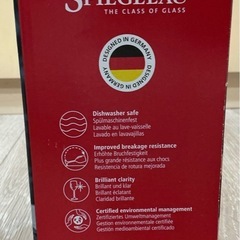 SPIEGELAU
THE CLASS OF GLASS
DESIGNED IN GERMANY
DESIGNED IN GERMANY
Dishwasher safe
Spülmaschinenfest
Lavable au lave-vaisselle
Lavado en lavavajillas
Improved breakage resistance
Erhöhte Bruchfestigkeit
Plus grande résistance aux chocs
Resistencia de rotura mejorada
Brilliant clarity
Brillant und klar
Brillant éclatant
Claridad brillante
Certified environmental management
Zertifiziertes Umweltmanagement
Gestion environnementale certifiée
Gestión medioambiental certificada